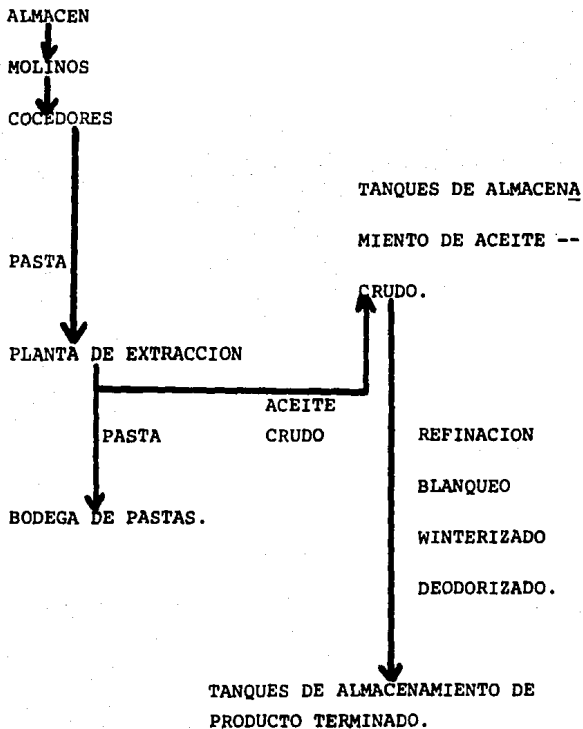 ALMACEN
MOLINOS
COCEDORES
TANQUES DE ALMACENA
MIENTO DE ACEITE --
CRUDO.
PASTA
PLANTA DE EXTRACCION
ACEITE
CRUDO
PASTA
REFINACION
BLANQUEO
WINTERIZADO
DEODORIZADO.
BODEGA DE PASTAS.
TANQUES DE ALMACENAMIENTO DE
PRODUCTO TERMINADO.